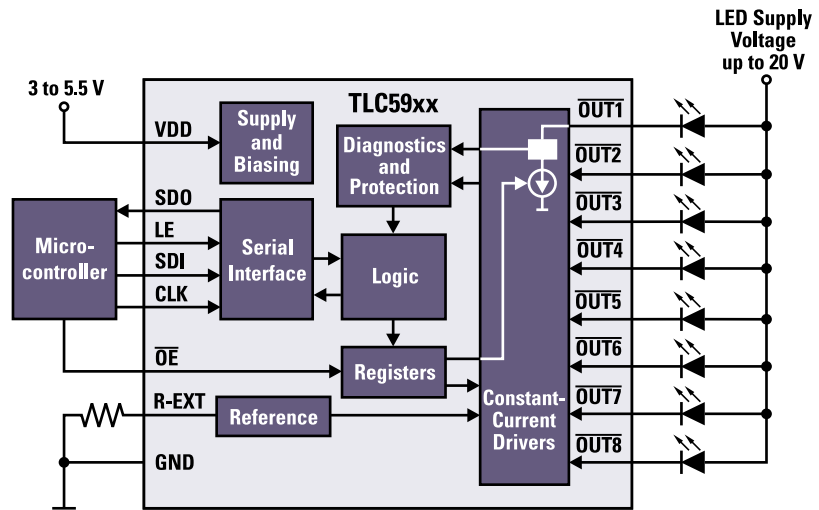 LED Supply
Voltage
up to 20 V
3 to 5.5 V
TLC59xx
VDD
Supply
and
Biasing
Diagnostics
and
Protection
OUT1
OUT2
OUT3
OUT4
OUT5
OUT6
OUT7
OUT8
Micro-
controller
SDO
LE
SDI
CLK
Serial
Interface
Logic
OE
Registers
R-EXT
Reference
Constant-
Current
Drivers
GND